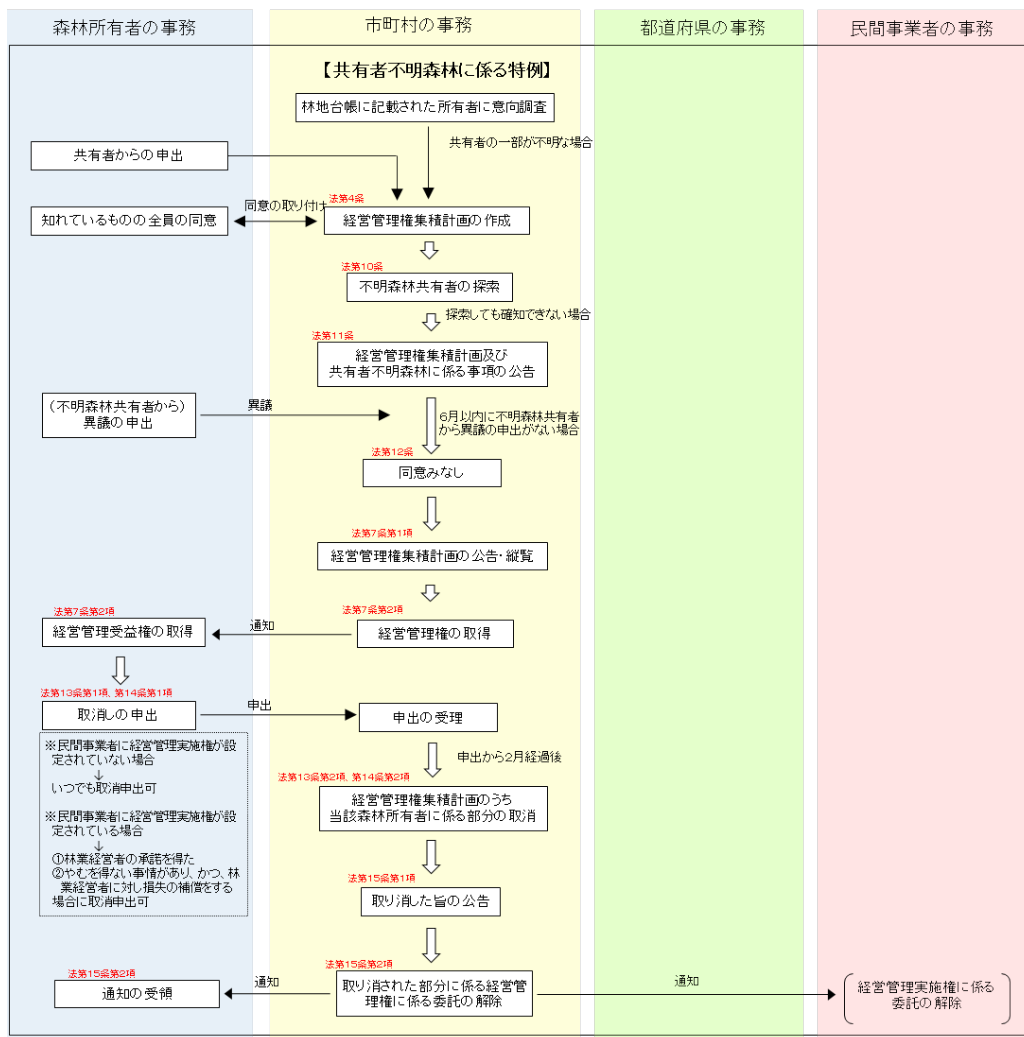 森林所有者の事務
市町村の事務
都道府県の事務
民間事業者の事務
【共有者不明森林に係る特例】
林地台帳に記載された所有者に意向調査
共有者の一部が不明な場合
共有者からの申出
法第4条
同意の取り付け
知れているものの全員の同意
経営管理権集積計画の作成
法第10条
不明森林共有者の探索
探索しても確知できない場合
法第11条
経営管理権集積計画及び
共有者不明森林に係る事項の公告
(不明森林共有者から)
異議の申出
異議
6月以内に不明森林共有者
から異議の申出がない場合
法第12条
同意みなし
法第7条第1項
経営管理権集積計画の公告・縦覧
法第7条第2項
経営管理受益権の取得
通知
法第7条第2項
経営管理権の取得
法第13条第1項、第14条第1項
取消しの申出
申出
申出の受理
申出から2月経過後
※民間事業者に経営管理実施権が設
定されていない場合
↓
いつでも取消申出可
※民間事業者に経営管理実施権が設
定されている場合
↓
①林業経営者の承諾を得た
②やむを得ない事情があり、かつ、林
業経営者に対し損失の補償をする
場合に取消申出可
法第13条第2項、第14条第2項
経営管理権集積計画のうち
当該森林所有者に係る部分の取消
法第15条第1項
取り消した旨の公告
法第15条第2項
通知の受領
通知
法第15条第2項
取り消された部分に係る経営管
理権に係る委託の解除
通知
経営管理実施権に係る
委託の解除